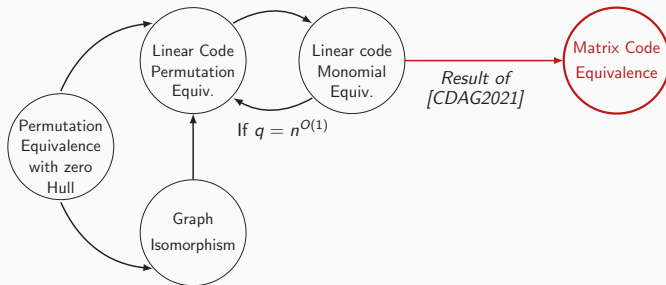 Linear Code
Permutation
Equiv.
Linear code
Monomial
Equiv.
Result of
[CDAG2021]
Matrix Code
Equivalence
If q = n^{O(1)}
Permutation
Equivalence
with zero
Hull
Graph
Isomorphism